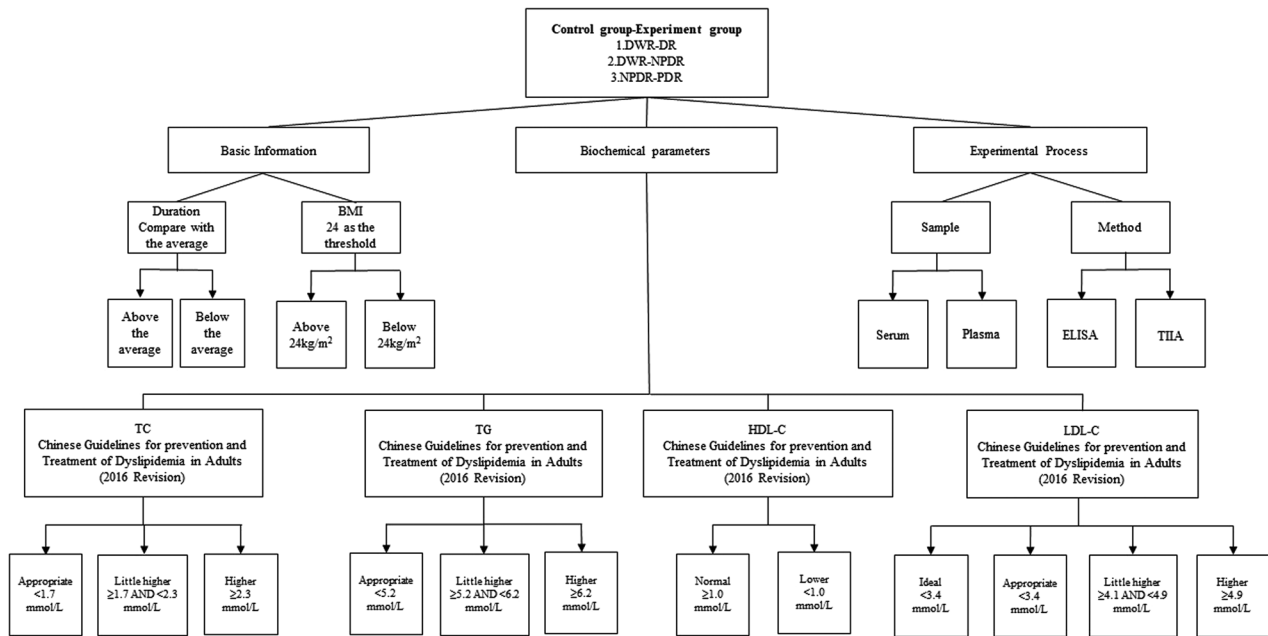 Control group-Experiment group
1.DWR-DR
2.DWR-NPDR
3.NPDR-PDR
Basic Information
Biochemical parameters
Experimental Process
Duration
Compare with
the average
BMI
24 as the
threshold
Sample
Method
Above
the
average
Below
the
average
Above
24kg/m²
Below
24kg/m²
Serum
Plasma
ELISA
TIIA
TC
Chinese Guidelines for prevention and
Treatment of Dyslipidemia in Adults
(2016 Revision)
TG
Chinese Guidelines for prevention and
Treatment of Dyslipidemia in Adults
(2016 Revision)
HDL-C
Chinese Guidelines for prevention and
Treatment of Dyslipidemia in Adults
(2016 Revision)
LDL-C
Chinese Guidelines for prevention and
Treatment of Dyslipidemia in Adults
(2016 Revision)
Appropriate
<1.7
mmol/L
Little higher
≥1.7 AND <2.3
mmol/L
Higher
≥2.3
mmol/L
Appropriate
<5.2
mmol/L
Little higher
≥5.2 AND <6.2
mmol/L
Higher
≥6.2
mmol/L
Normal
≥1.0
mmol/L
Lower
<1.0
mmol/L
Ideal
<3.4
mmol/L
Appropriate
<3.4
mmol/L
Little higher
≥4.1 AND <4.9
mmol/L
Higher
≥4.9
mmol/L